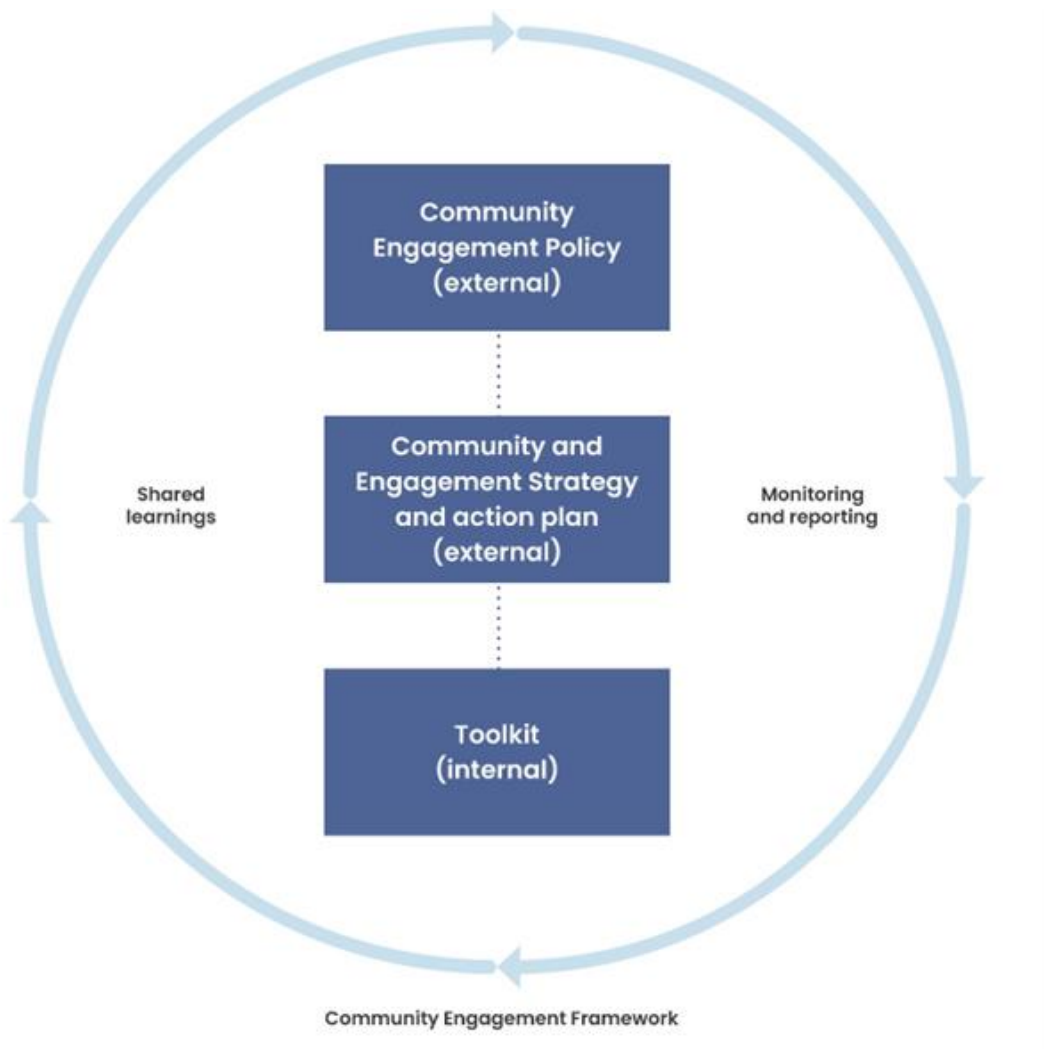 Community
Engagement Policy
(external)
Community and
Engagement Strategy
and action plan
(external)
Shared
learnings
Monitoring
and reporting
Toolkit
(internal)
Community Engagement Framework